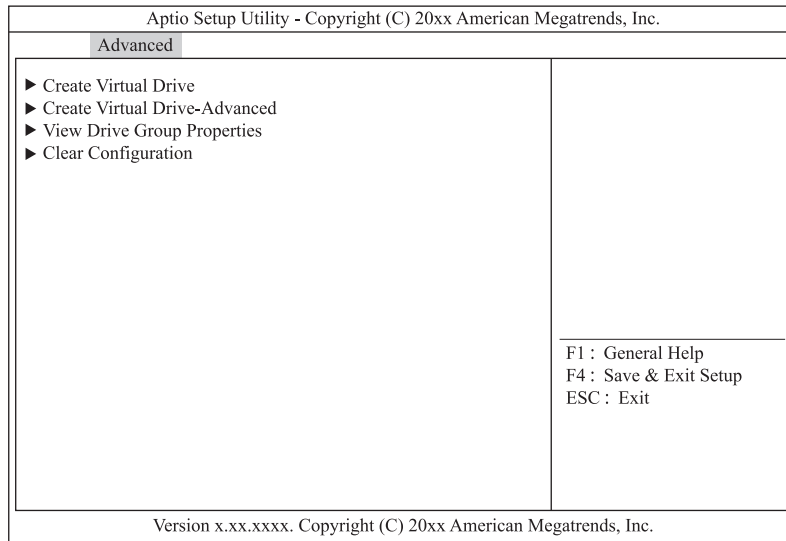 Aptio Setup Utility - Copyright (C) 20xx American Megatrends, Inc.
Advanced
▶ Create Virtual Drive
▶ Create Virtual Drive-Advanced
▶ View Drive Group Properties
▶ Clear Configuration
F1 : General Help
F4 : Save & Exit Setup
ESC : Exit
Version x.xx.xxxx. Copyright (C) 20xx American Megatrends, Inc.